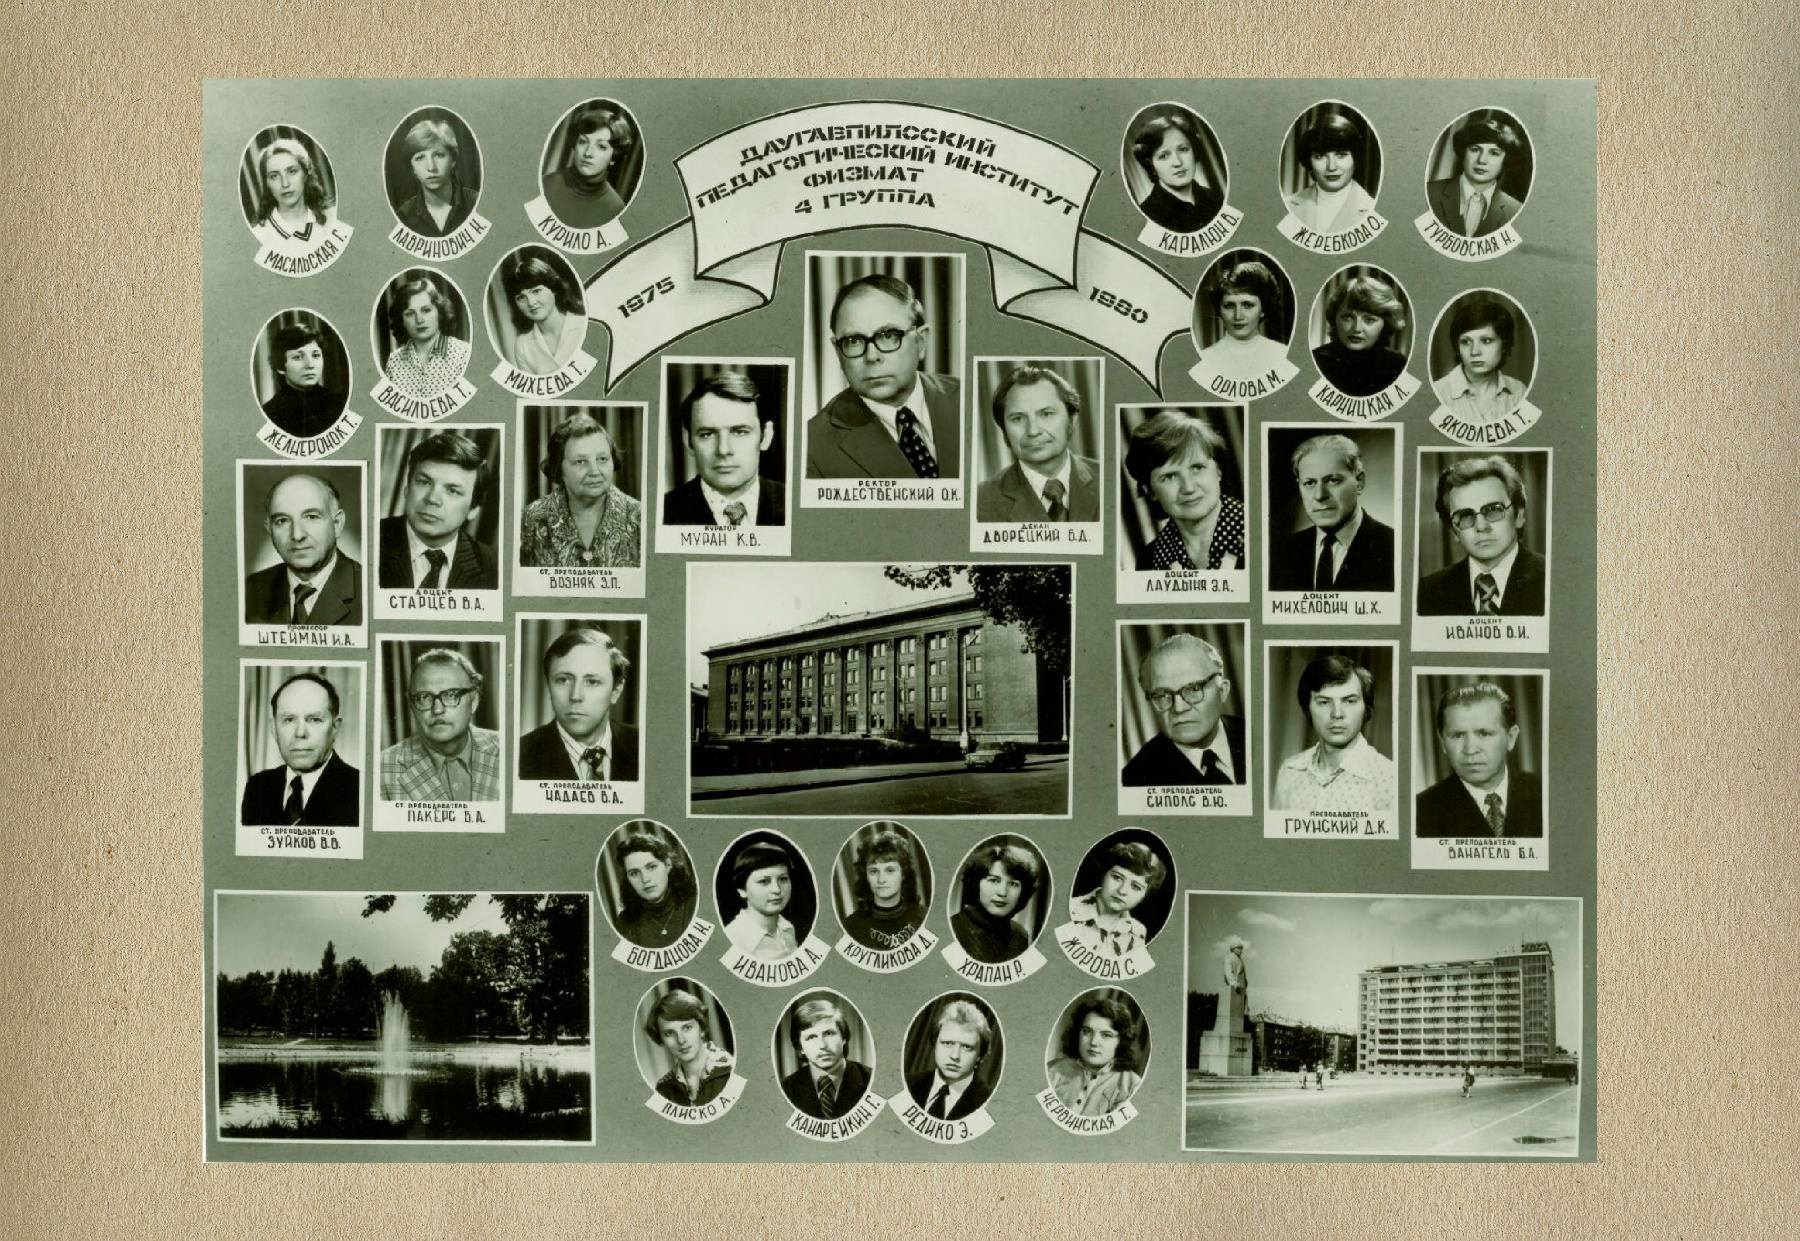 ДАУГАВПИЛССКИЙ
ПЕДАГОГИЧЕСКИЙ ИНСТИТУТ
ФИЗМАТ
4 ГРУППА
1975
1980
МАСАЛЬСКАЯ Г.
ЛАВРИНОВИЧ Н.
КУРИЛО А.
КАРАЛЮН В.
ЖЕРЕБКОВА О.
ТУРБОВСКАЯ Н.
ЖЕЛНЕРОНОК Т.
ВАСИЛЬЕВА Т.
МИХЕЕВА Т.
ОРЛОВА М.
КАРНИЦКАЯ Л.
ЯКОВЛЕВА Т.
РЕКТОР
РОЖДЕСТВЕНСКИЙ О.К.
КУРАТОР
МУРАН К.В.
ДЕКАН
ДВОРЕЦКИЙ В.Д.
ПРОФЕССОР
ШТЕЙМАН И.А.
ДОЦЕНТ
СТАРЦЕВ В.А.
СТ. ПРЕПОДАВАТЕЛЬ
ВОЗНЯК З.П.
ДОЦЕНТ
ЛАУДЫНЯ Э.А.
ДОЦЕНТ
МИХЕЛОВИЧ Ш.Х.
ДОЦЕНТ
ИВАНОВ В.И.
СТ. ПРЕПОДАВАТЕЛЬ
ЗУЙКОВ В.В.
СТ. ПРЕПОДАВАТЕЛЬ
ПАКЕРС В.А.
СТ. ПРЕПОДАВАТЕЛЬ
ЧАДАЕВ В.А.
СТ. ПРЕПОДАВАТЕЛЬ
СИПОЛС В.Ю.
ПРЕПОДАВАТЕЛЬ
ГРУНСКИЙ Д.К.
СТ. ПРЕПОДАВАТЕЛЬ
ВАНАГЕЛЬ Б.А.
БОГДАНОВА Н.
ИВАНОВА А.
КРУГЛИКОВА Д.
ХРАПАН Р.
ЖОРОВА С.
ПЛИСКО А.
КАНАРЕЙКИН Г.
РЕДИКО Э.
ЧЕРВИНСКАЯ Т.